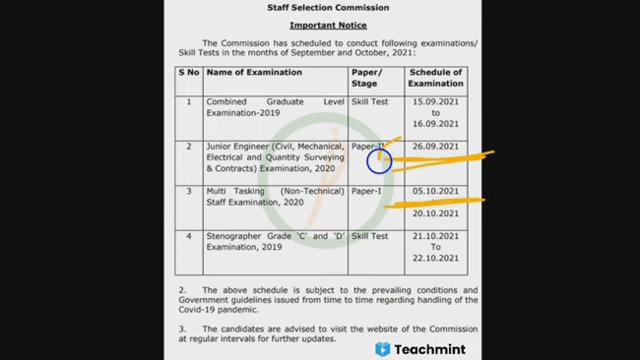 Staff Selection Commission
Important Notice
The Commission has scheduled to conduct following examinations/
Skill Tests in the months of September and October, 2021:
S No Name of Examination Paper/ Stage Schedule of Examination
1 Combined Graduate Level Examination-2019 Skill Test 15.09.2021 to 16.09.2021
2 Junior Engineer (Civil, Mechanical, Electrical and Quantity Surveying & Contracts) Examination, 2020 Paper-II 26.09.2021
3 Multi Tasking (Non-Technical) Staff Examination, 2020 Paper-I 05.10.2021 20.10.2021
4 Stenographer Grade ‘C’ and ‘D’ Examination, 2019 Skill Test 21.10.2021 To 22.10.2021
2. The above schedule is subject to the prevailing conditions and
Government guidelines issued from time to time regarding handling of the
Covid-19 pandemic.
3. The candidates are advised to visit the website of the Commission
at regular intervals for further updates.
Teachmint